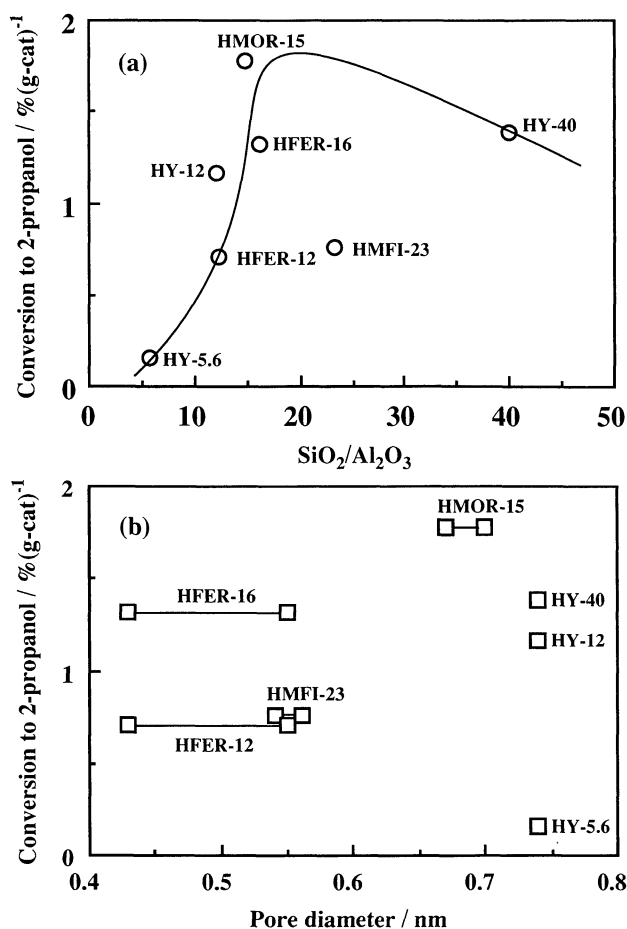 2
HMOR-15
(a)
HY-40
HFER-16
HY-12
1
HFER-12
HMFI-23
HY-5.6
0
0 10 20 30 40 50
SiO₂/Al₂O₃
Conversion to 2-propanol / %(g-cat)⁻¹
2
HMOR-15
(b)
HFER-16
HY-40
HY-12
1
HMFI-23
HFER-12
HY-5.6
0
0.4 0.5 0.6 0.7 0.8
Pore diameter / nm
Conversion to 2-propanol / %(g-cat)⁻¹